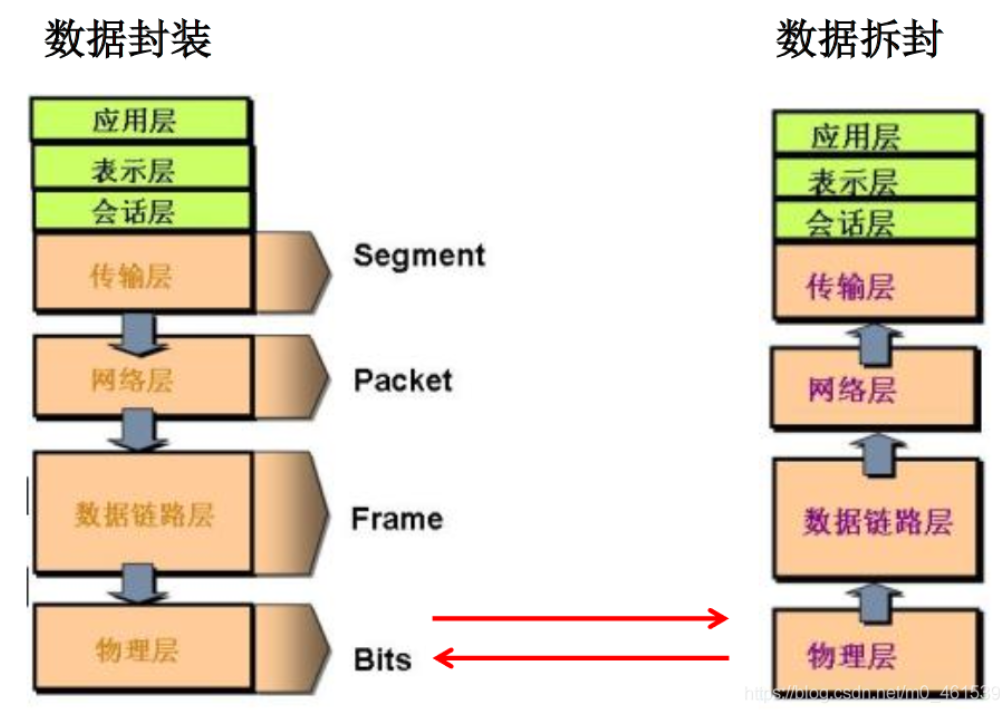 数据封装
数据拆封
应用层
表示层
会话层
传输层
Segment
网络层
Packet
数据链路层
Frame
物理层
Bits
应用层
表示层
会话层
传输层
网络层
数据链路层
物理层
https://blog.csdn.net/m0_461539